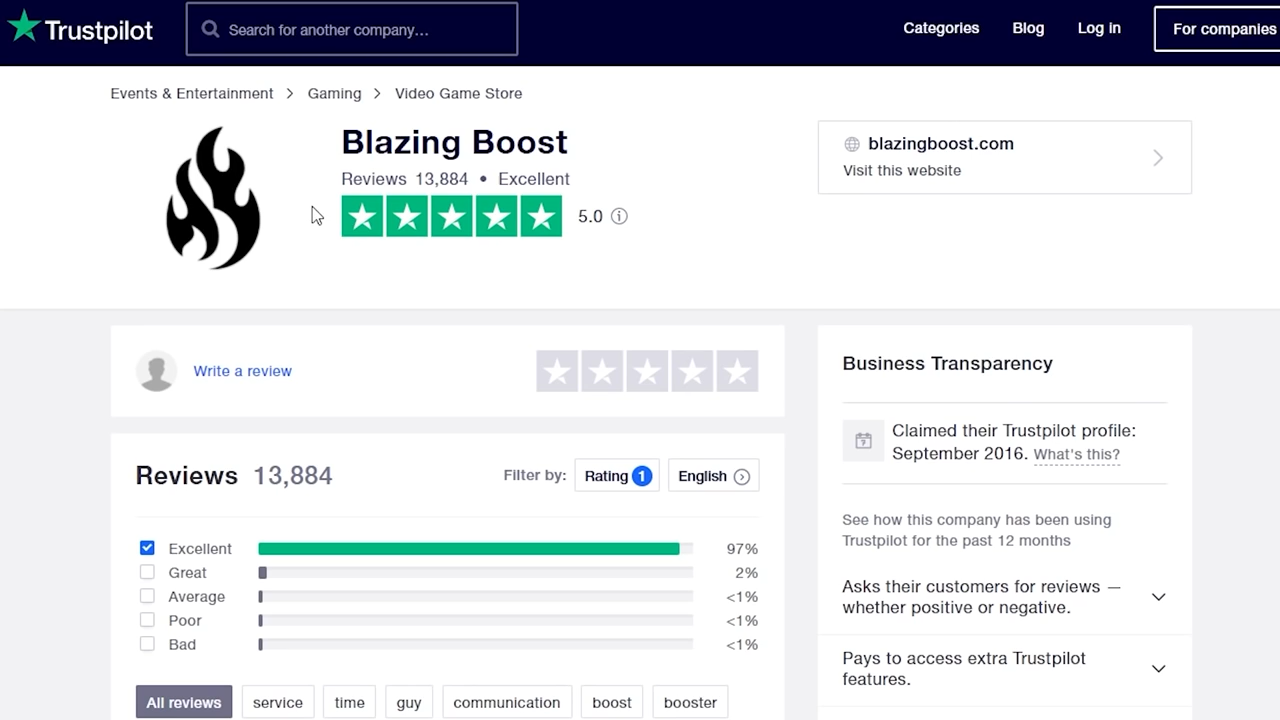 Trustpilot
Search for another company...
Categories
Blog
Log in
For companies
Events & Entertainment > Gaming > Video Game Store
Blazing Boost
Reviews 13,884 • Excellent
5.0
blazingboost.com
Visit this website
Write a review
Business Transparency
Claimed their Trustpilot profile:
September 2016. What's this?
See how this company has been using
Trustpilot for the past 12 months
Asks their customers for reviews —
whether positive or negative.
Pays to access extra Trustpilot
features.
Reviews 13,884
Filter by: Rating 1 English
Excellent 97%
Great 2%
Average <1%
Poor <1%
Bad <1%
All reviews service time guy communication boost booster